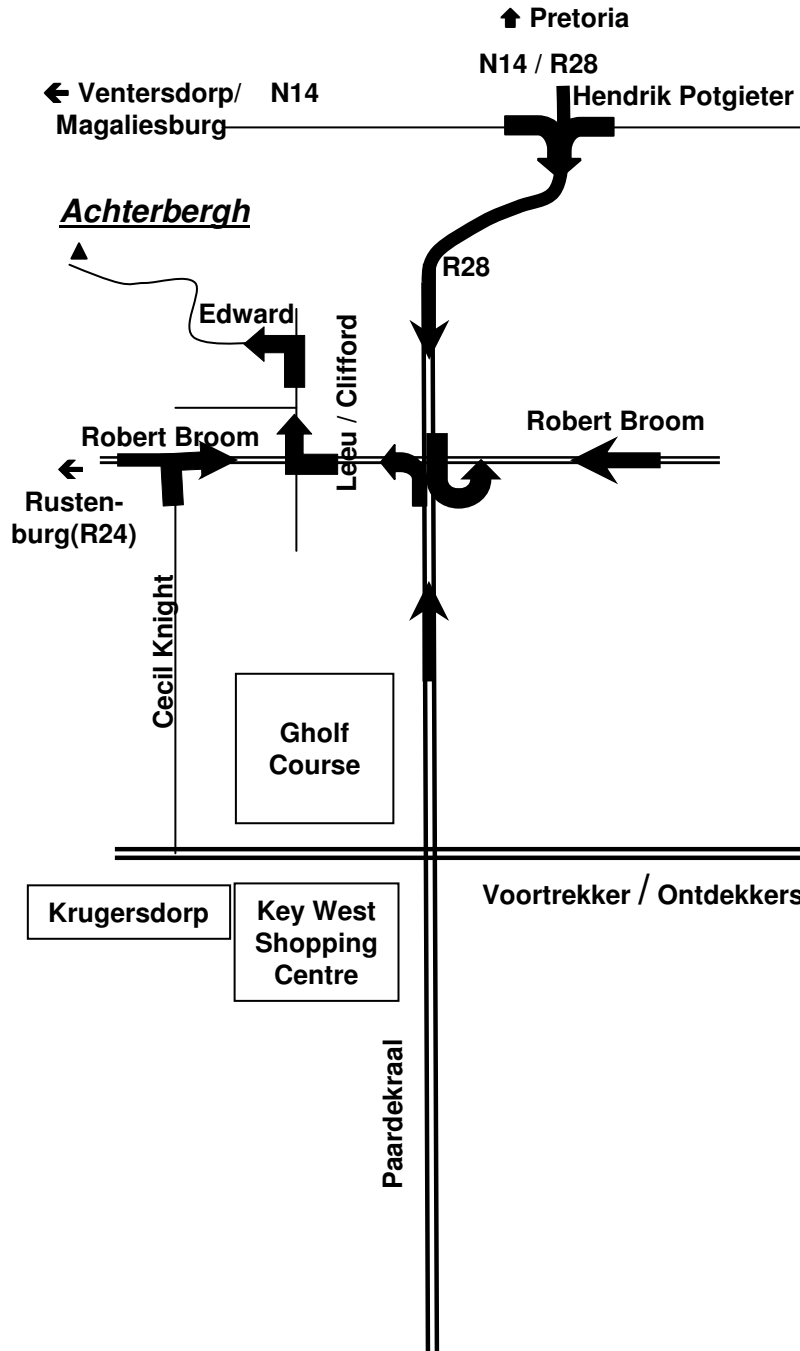 Pretoria
N14 / R28
Ventersdorp/ N14
Hendrik Potgieter
Magaliesburg
Achterbergh
R28
Edward
Leeu / Clifford
Robert Broom
Robert Broom
Rusten-
burg(R24)
Cecil Knight
Gholf
Course
Voortrekker / Ontdekkers
Krugersdorp
Key West
Shopping
Centre
Paardekraal